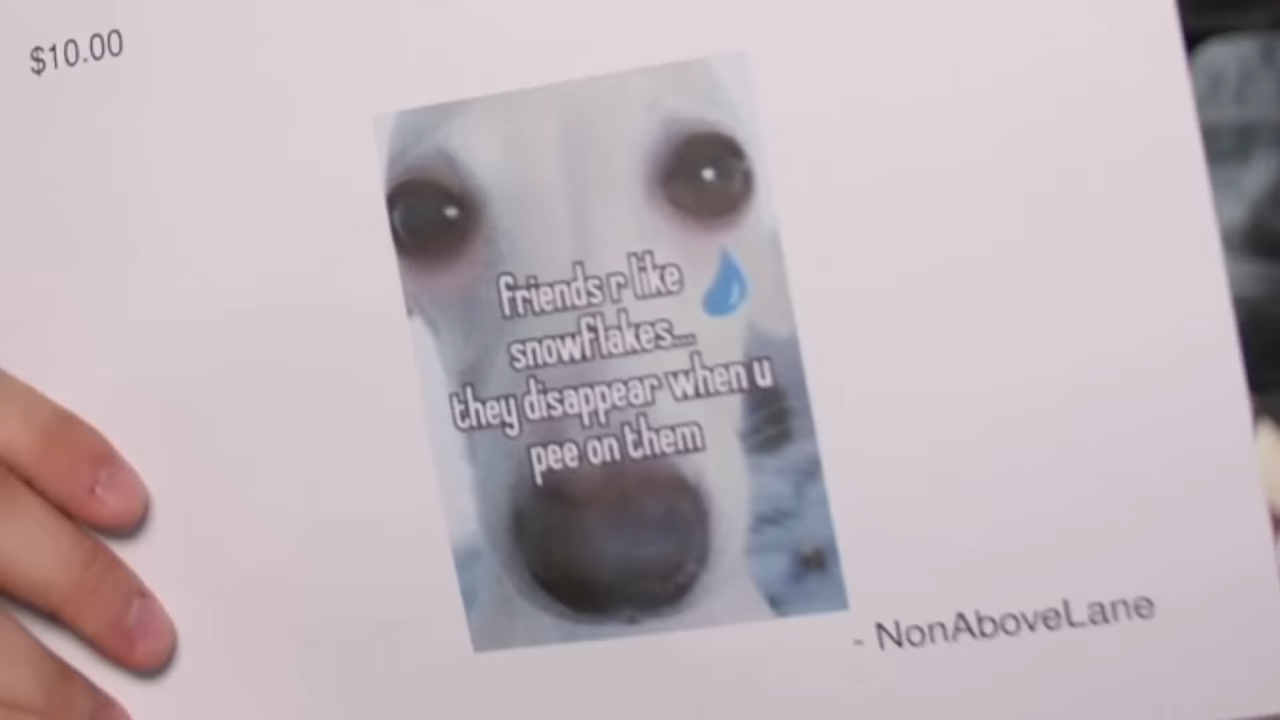 $10.00
friends r like
snowflakes...
they disappear when u
pee on them
- NonAboveLane